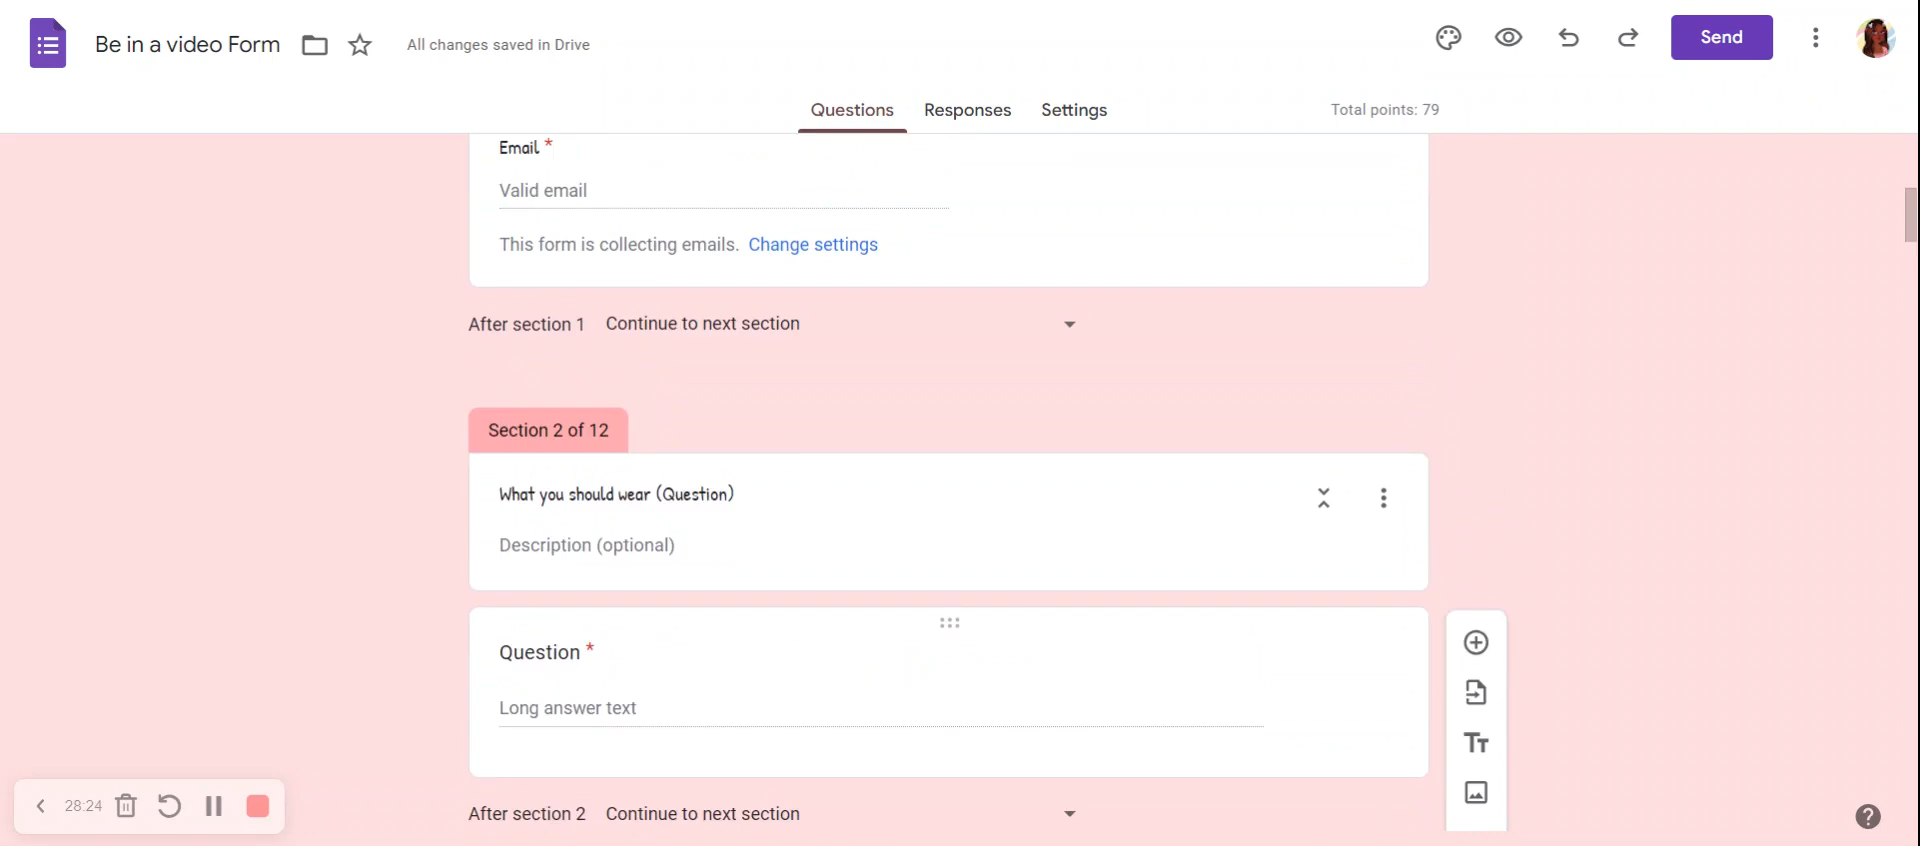 Be in a video Form
All changes saved in Drive
Send
Questions
Responses
Settings
Total points: 79
Email *
Valid email
This form is collecting emails. Change settings
After section 1 Continue to next section
Section 2 of 12
What you should wear (Question)
Description (optional)
Question *
Long answer text
Tт
28:24
After section 2 Continue to next section